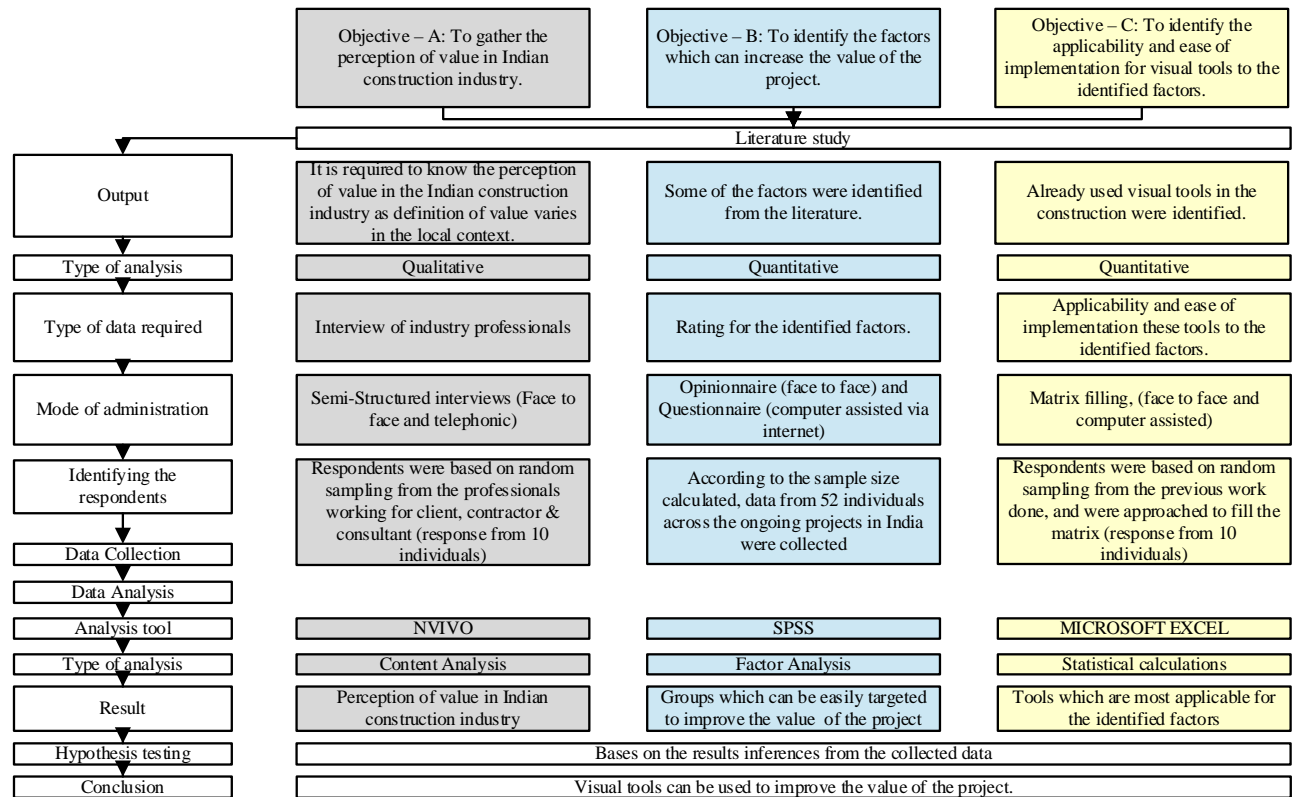 Objective – A: To gather the
perception of value in Indian
construction industry.
Objective – B: To identify the factors
which can increase the value of the
project.
Objective – C: To identify the
applicability and ease of
implementation for visual tools to the
identified factors.
Literature study
Output
It is required to know the perception
of value in the Indian construction
industry as definition of value varies
in the local context.
Some of the factors were identified
from the literature.
Already used visual tools in the
construction were identified.
Type of analysis
Qualitative
Quantitative
Quantitative
Type of data required
Interview of industry professionals
Rating for the identified factors.
Applicability and ease of
implementation these tools to the
identified factors.
Mode of administration
Semi-Structured interviews (Face to
face and telephonic)
Opinionnaire (face to face) and
Questionnaire (computer assisted via
internet)
Matrix filling, (face to face and
computer assisted)
Identifying the
respondents
Respondents were based on random
sampling from the professionals
working for client, contractor &
consultant (response from 10
individuals)
According to the sample size
calculated, data from 52 individuals
across the ongoing projects in India
were collected
Respondents were based on random
sampling from the previous work
done, and were approached to fill the
matrix (response from 10
individuals)
Data Collection
Data Analysis
Analysis tool
NVIVO
SPSS
MICROSOFT EXCEL
Type of analysis
Content Analysis
Factor Analysis
Statistical calculations
Result
Perception of value in Indian
construction industry
Groups which can be easily targeted
to improve the value of the project
Tools which are most applicable for
the identified factors
Hypothesis testing
Bases on the results inferences from the collected data
Conclusion
Visual tools can be used to improve the value of the project.